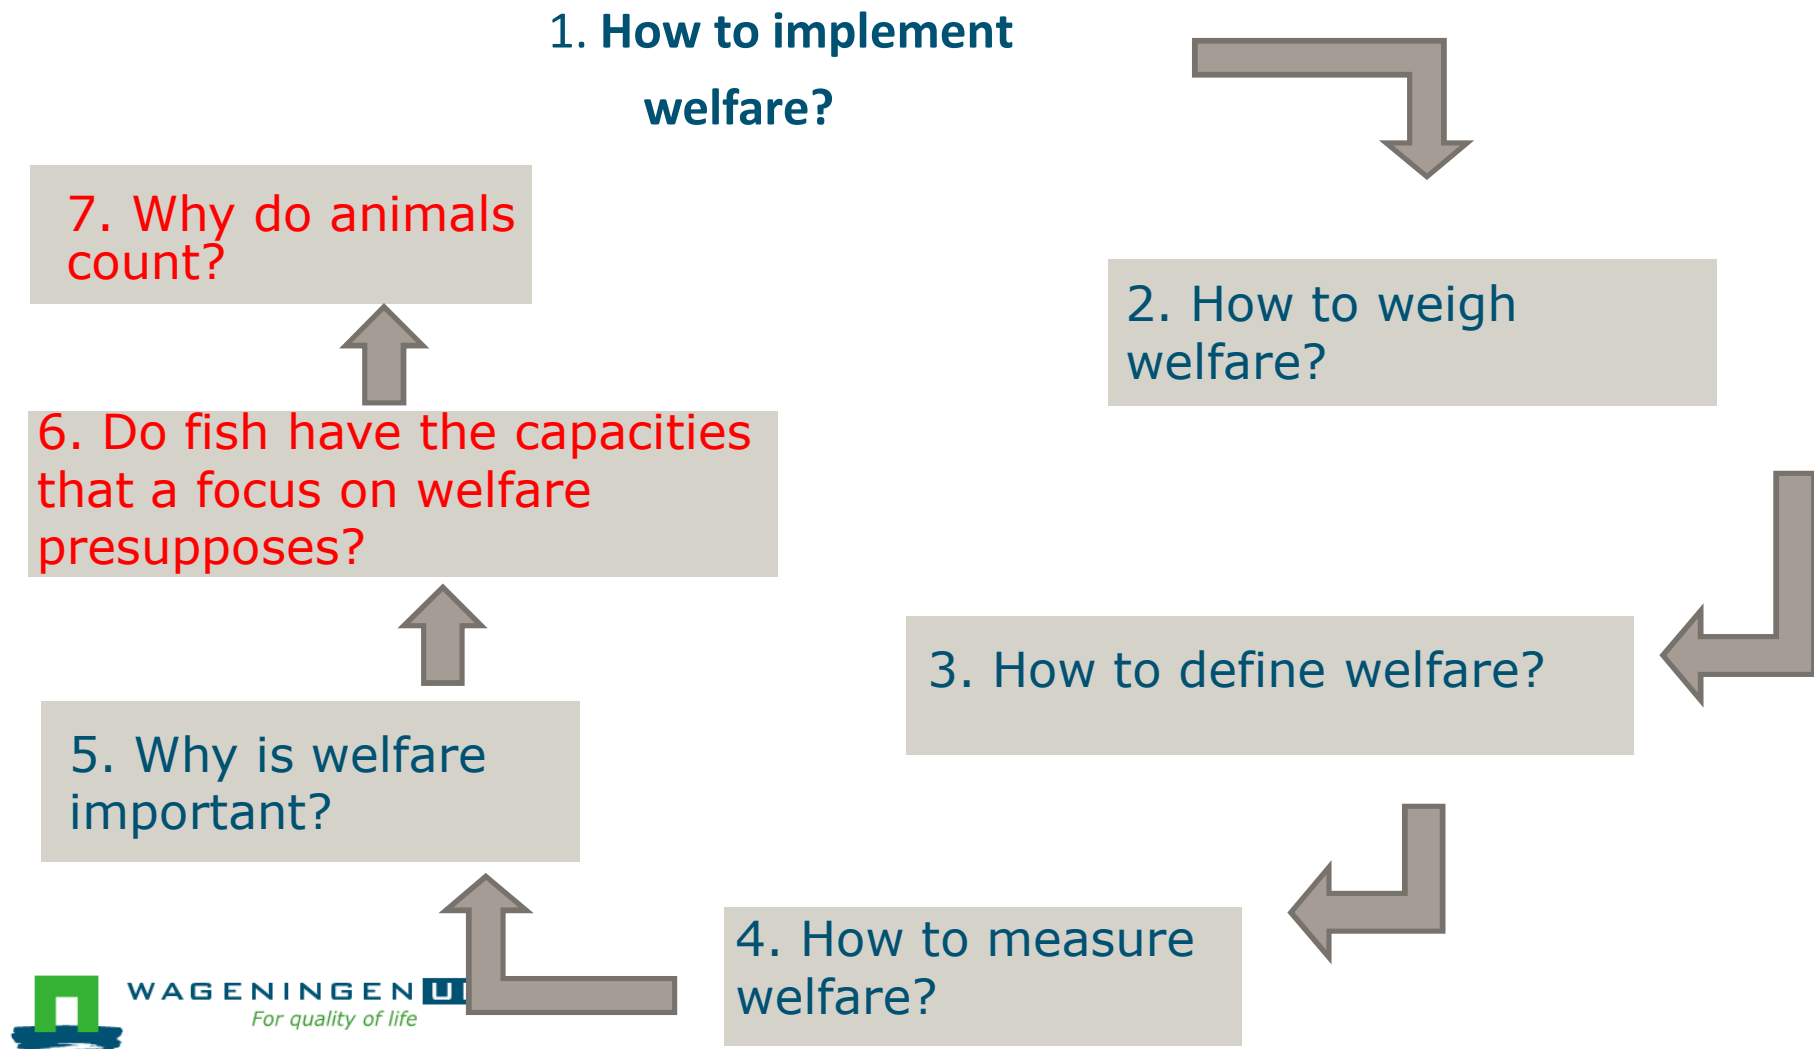 1. How to implement
welfare?
2. How to weigh
welfare?
3. How to define welfare?
4. How to measure
welfare?
5. Why is welfare
important?
6. Do fish have the capacities
that a focus on welfare
presupposes?
7. Why do animals
count?
WAGENINGEN U
For quality of life